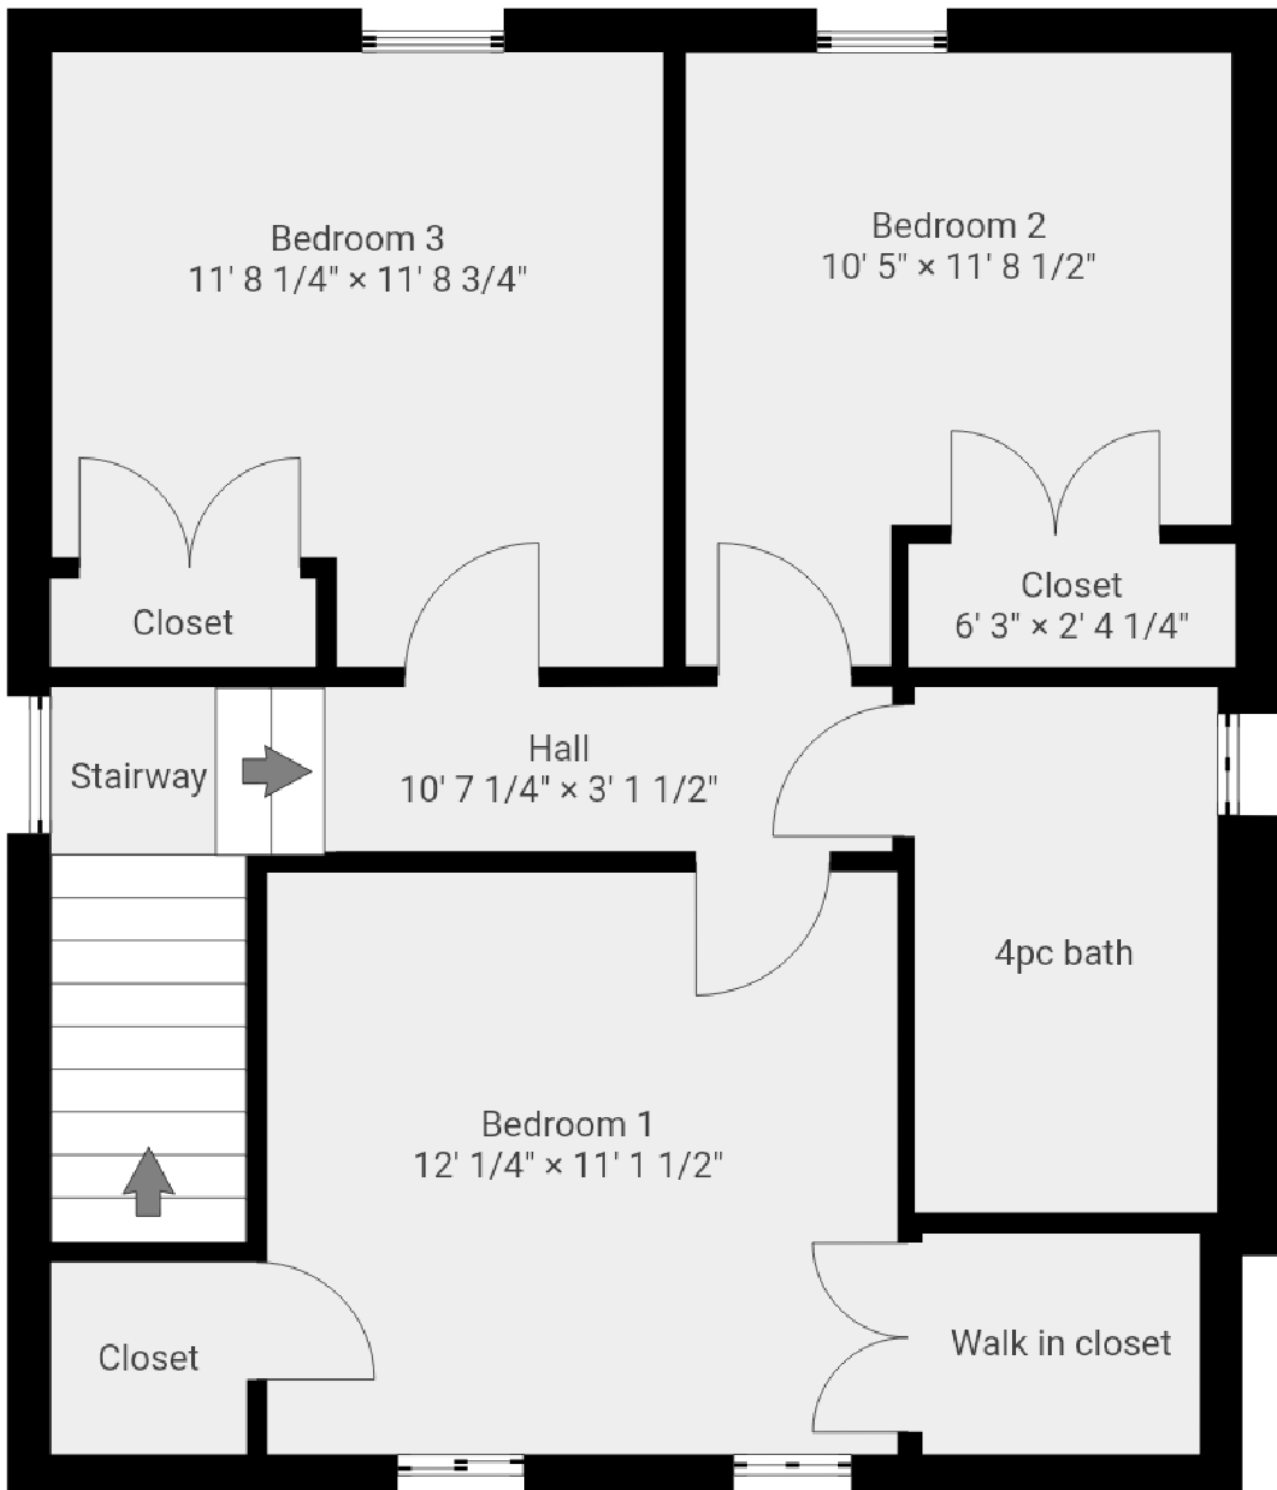 Bedroom 3
11' 8 1/4" × 11' 8 3/4"
Bedroom 2
10' 5" × 11' 8 1/2"
Closet
Closet
6' 3" × 2' 4 1/4"
Stairway
Hall
10' 7 1/4" × 3' 1 1/2"
4pc bath
Bedroom 1
12' 1/4" × 11' 1 1/2"
Closet
Walk in closet